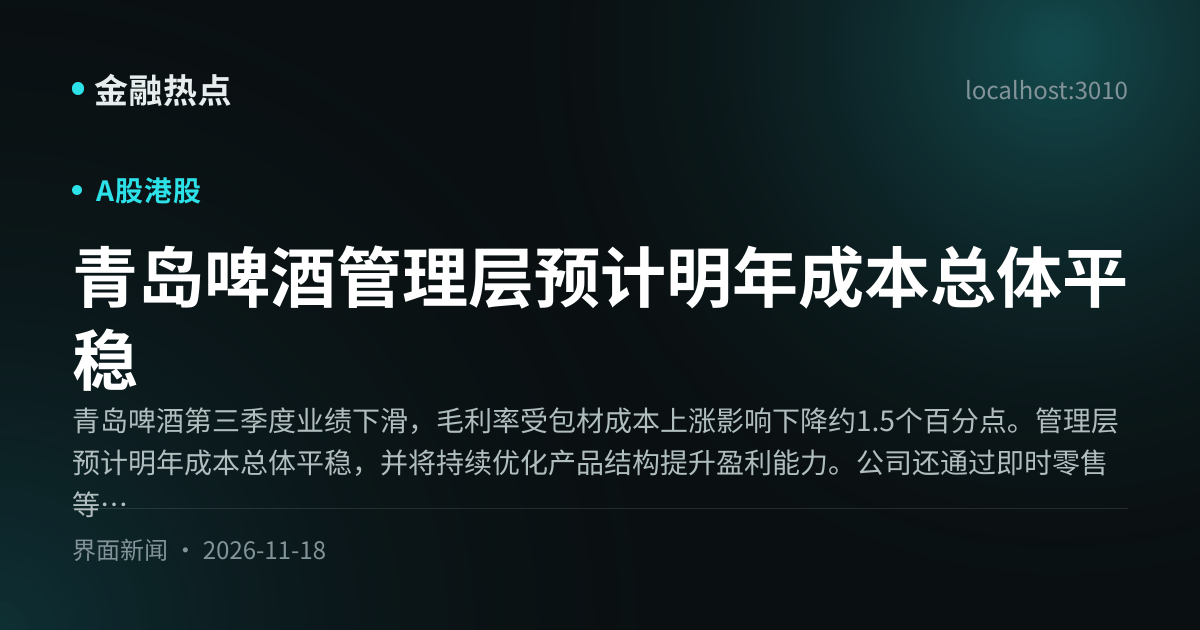 金融热点
localhost:3010
A股港股
青岛啤酒管理层预计明年成本总体平
稳
青岛啤酒第三季度业绩下滑，毛利率受包材成本上涨影响下降约1.5个百分点。管理层
预计明年成本总体平稳，并将持续优化产品结构提升盈利能力。公司还通过即时零售
等…
界面新闻 · 2026-11-18